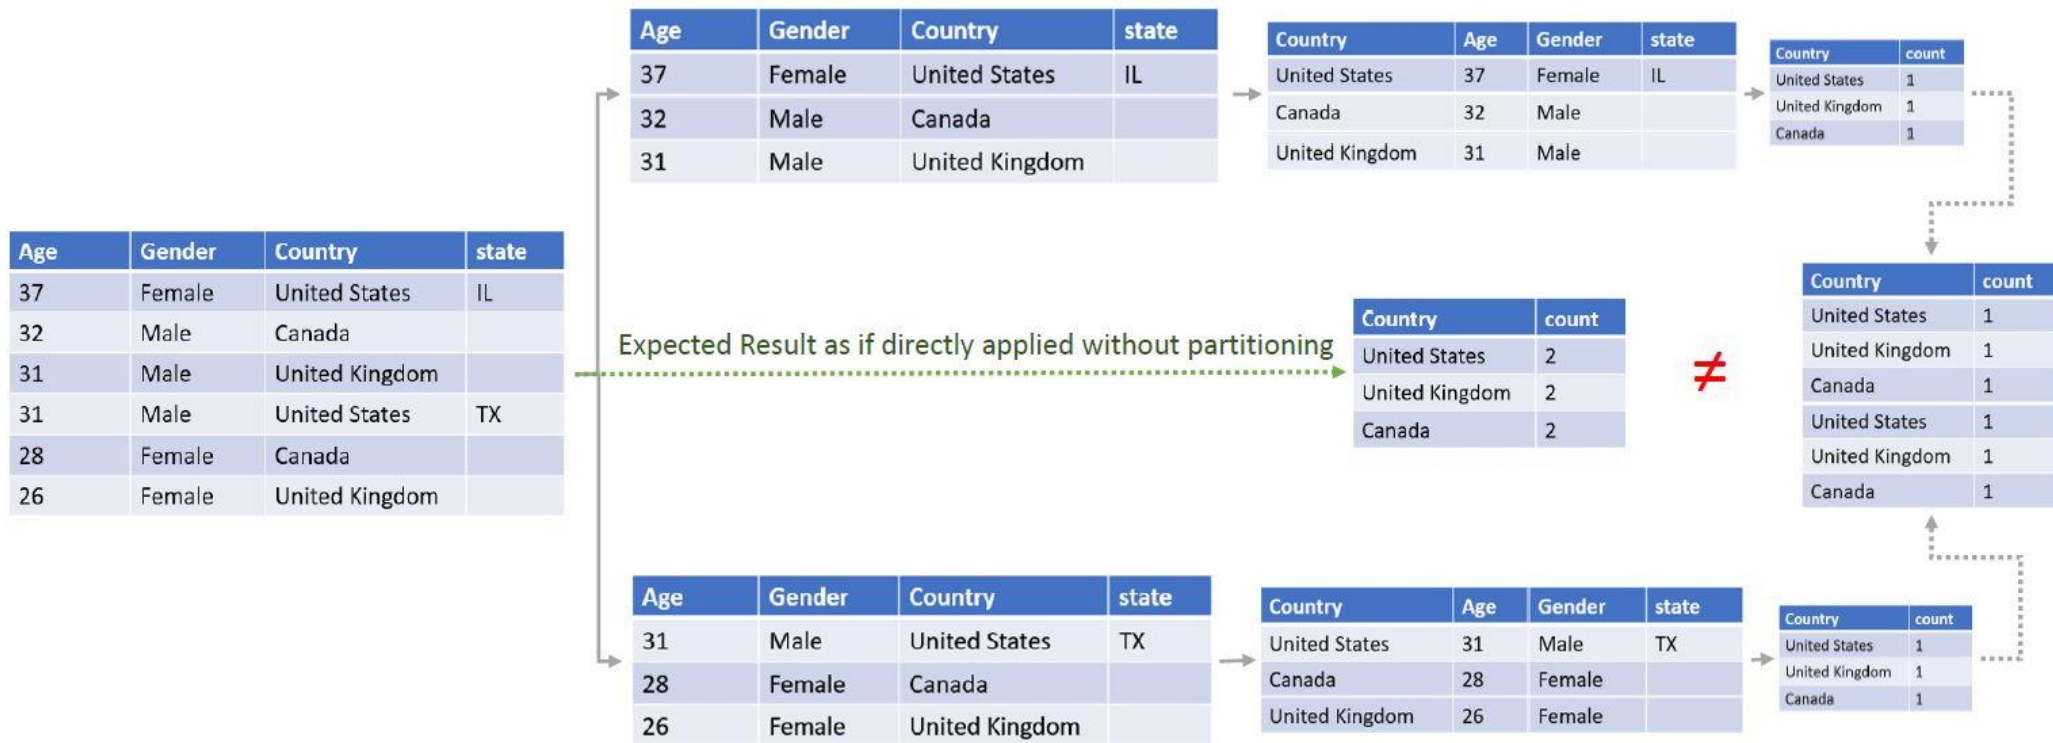 Age Gender Country state
37 Female United States IL
32 Male Canada
31 Male United Kingdom
31 Male United States TX
28 Female Canada
26 Female United Kingdom
Age Gender Country state
37 Female United States IL
32 Male Canada
31 Male United Kingdom
Country Age Gender state
United States 37 Female IL
Canada 32 Male
United Kingdom 31 Male
Country count
United States 1
United Kingdom 1
Canada 1
Expected Result as if directly applied without partitioning
Country count
United States 2
United Kingdom 2
Canada 2
≠
Country count
United States 1
United Kingdom 1
Canada 1
United States 1
United Kingdom 1
Canada 1
Age Gender Country state
31 Male United States TX
28 Female Canada
26 Female United Kingdom
Country Age Gender state
United States 31 Male TX
Canada 28 Female
United Kingdom 26 Female
Country count
United States 1
United Kingdom 1
Canada 1